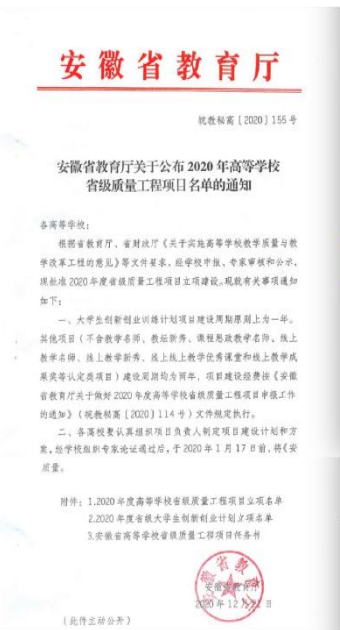 安徽省教育厅
皖教秘高〔2020〕155号
安徽省教育厅关于公布2020年高等学校
省级质量工程项目名单的通知
各高等学校：
根据省教育厅、省财政厅《关于实施高等学校教学质量与教
学改革工程的意见》等文件要求，经学校申报、专家审核和公示，
现批准2020年度省级质量工程项目立项建设。现就有关事项通知
如下：
一、大学生创新创业训练计划项目建设周期原则上为一年。
其他项目（不含教学名师、教坛新秀、课程思政教学名师、线上
教学名师、线上教学新秀、线上线上教学优秀课堂和线上教学成
果奖等认定类项目）建设周期均为两年，项目建设经费按《安徽
省教育厅关于做好2020年度高等学校省级质量工程项目申报工作
的通知》（皖教秘高〔2020〕114号）文件规定执行。
二、各高校要认真组织项目负责人制定项目建设计划和方
案，经学校组织专家论证通过后，于2020年1月17日前，将《安
质量。
附件：1.2020年度高等学校省级质量工程项目立项名单
2.2020年度省级大学生创新创业计划立项名单
3.安徽省高等学校省级质量工程项目任务书
安徽省教育厅
2020年12月21日
（此件主动公开）